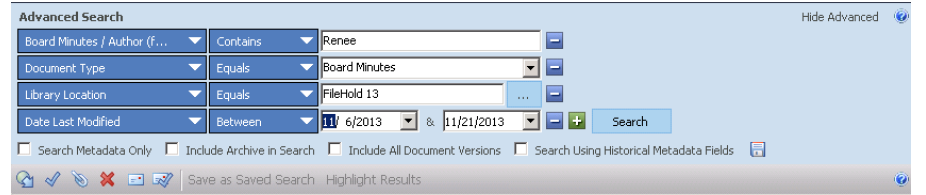 Advanced Search Hide Advanced
Board Minutes / Author (f... Contains Renee
Document Type Equals Board Minutes
Library Location Equals FileHold 13 ...
Date Last Modified Between 11/ 6/2013 & 11/21/2013 Search
Search Metadata Only Include Archive in Search Include All Document Versions Search Using Historical Metadata Fields
Save as Saved Search Highlight Results